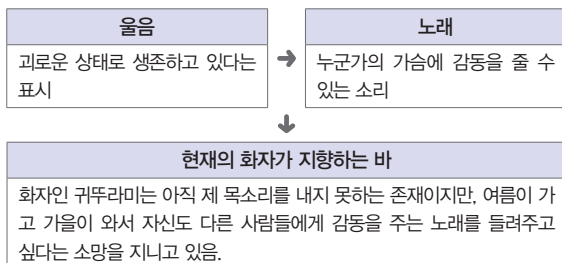 울음
괴로운 상태로 생존하고 있다는
표시
노래
누군가의 가슴에 감동을 줄 수
있는 소리
현재의 화자가 지향하는 바
화자인 귀뚜라미는 아직 제 목소리를 내지 못하는 존재이지만, 여름이 가
고 가을이 와서 자신도 다른 사람들에게 감동을 주는 노래를 들려주고
싶다는 소망을 지니고 있음.